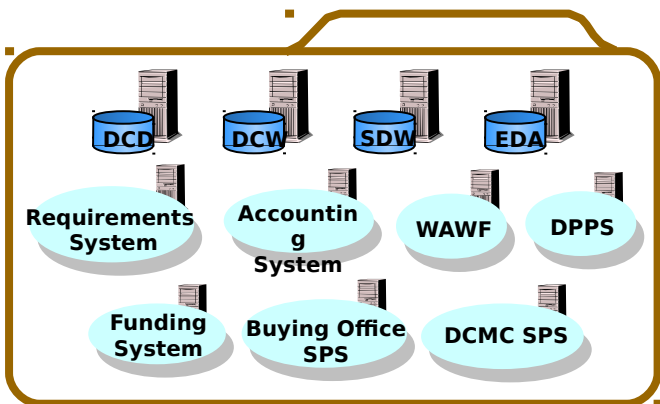 DCD
DCW
SDW
EDA
Requirements
System
Accountin
g
System
WAWF
DPPS
Funding
System
Buying Office
SPS
DCMC SPS